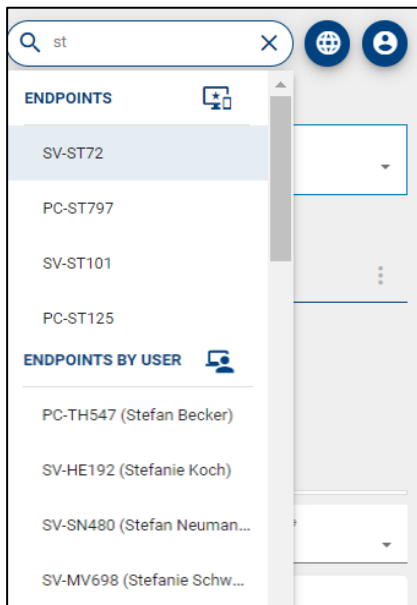 st
ENDPOINTS
SV-ST72
PC-ST797
SV-ST101
PC-ST125
ENDPOINTS BY USER
PC-TH547 (Stefan Becker)
SV-HE192 (Stefanie Koch)
SV-SN480 (Stefan Neuman...
SV-MV698 (Stefanie Schw...